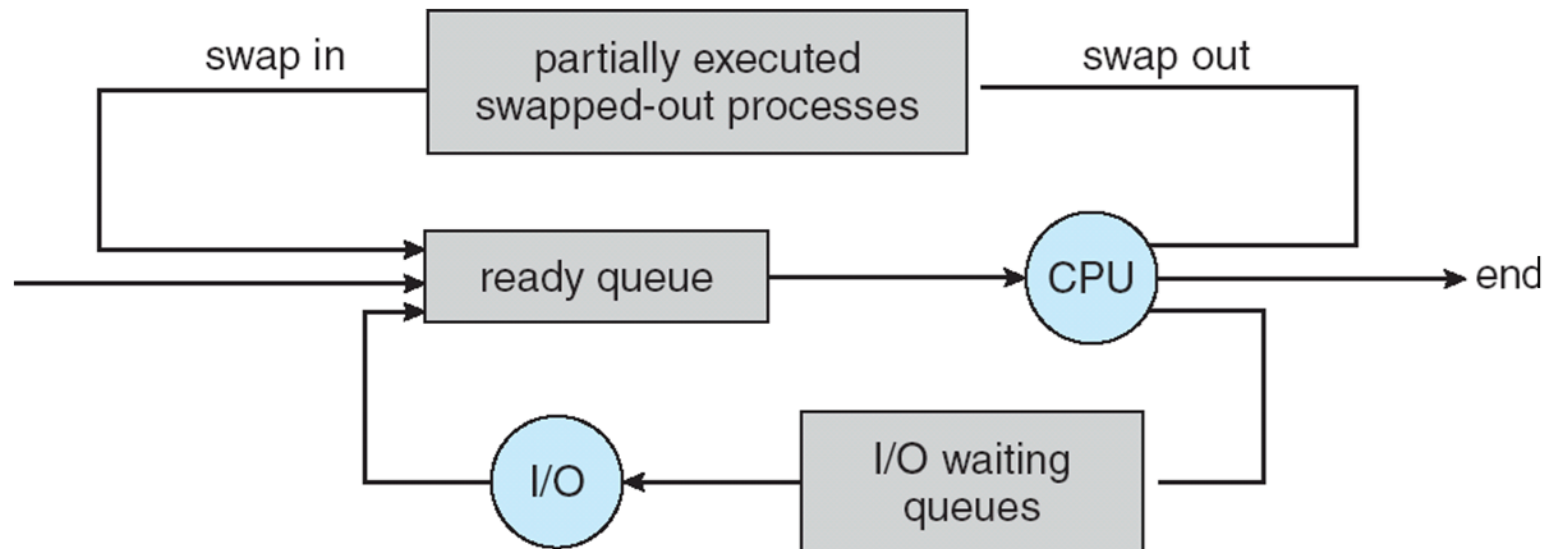 swap in
partially executed
swapped-out processes
swap out
ready queue
CPU
end
I/O
I/O waiting
queues